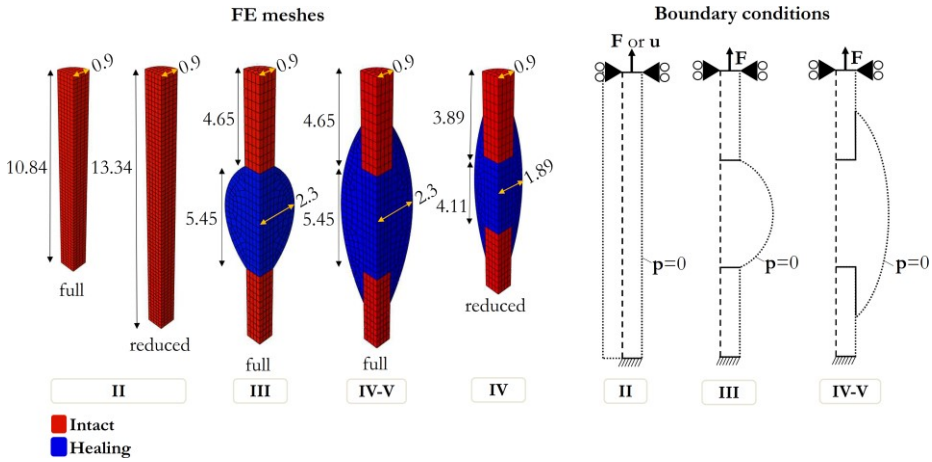 FE meshes
Boundary conditions
0.9
0.9
0.9
0.9
0.9
F or u
F
F
10.84
13.34
4.65
4.65
3.89
5.45
2.3
5.45
2.3
4.11
1.89
p=0
p=0
p=0
full
reduced
full
full
reduced
II
III
IV-V
IV
II
III
IV-V
Intact
Healing